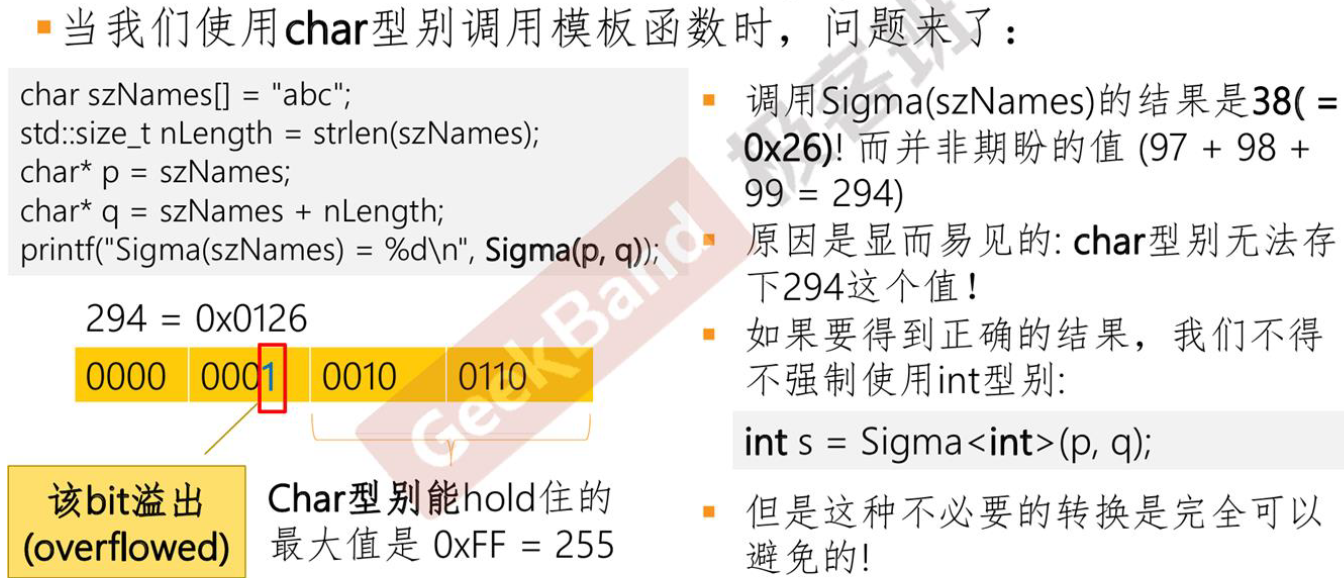 当我们使用char型别调用模板函数时，问题来了：
char szNames[] = "abc";
std::size_t nLength = strlen(szNames);
char* p = szNames;
char* q = szNames + nLength;
printf("Sigma(szNames) = %d\n", Sigma(p, q));
294 = 0x0126
0000 0001 0010 0110
该bit溢出
(overflowed)
Char型别能hold住的
最大值是 0xFF = 255
调用Sigma(szNames)的结果是38( =
0x26)! 而并非期盼的值 (97 + 98 +
99 = 294)
原因是显而易见的: char型别无法存
下294这个值！
如果要得到正确的结果，我们不得
不强制使用int型别:
int s = Sigma<int>(p, q);
但是这种不必要的转换是完全可以
避免的!
GeekBand 极客班